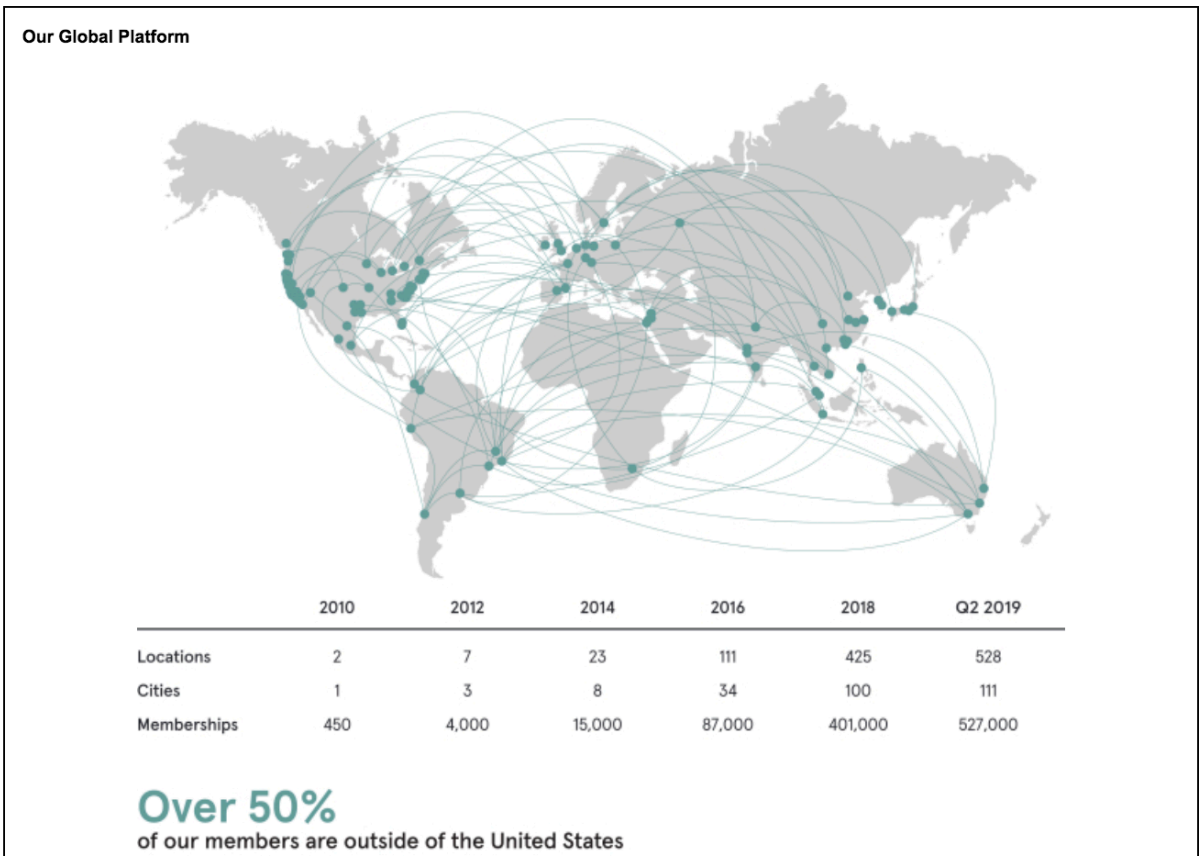 Our Global Platform
2010 2012 2014 2016 2018 Q2 2019
Locations 2 7 23 111 425 528
Cities 1 3 8 34 100 111
Memberships 450 4,000 15,000 87,000 401,000 527,000
Over 50%
of our members are outside of the United States